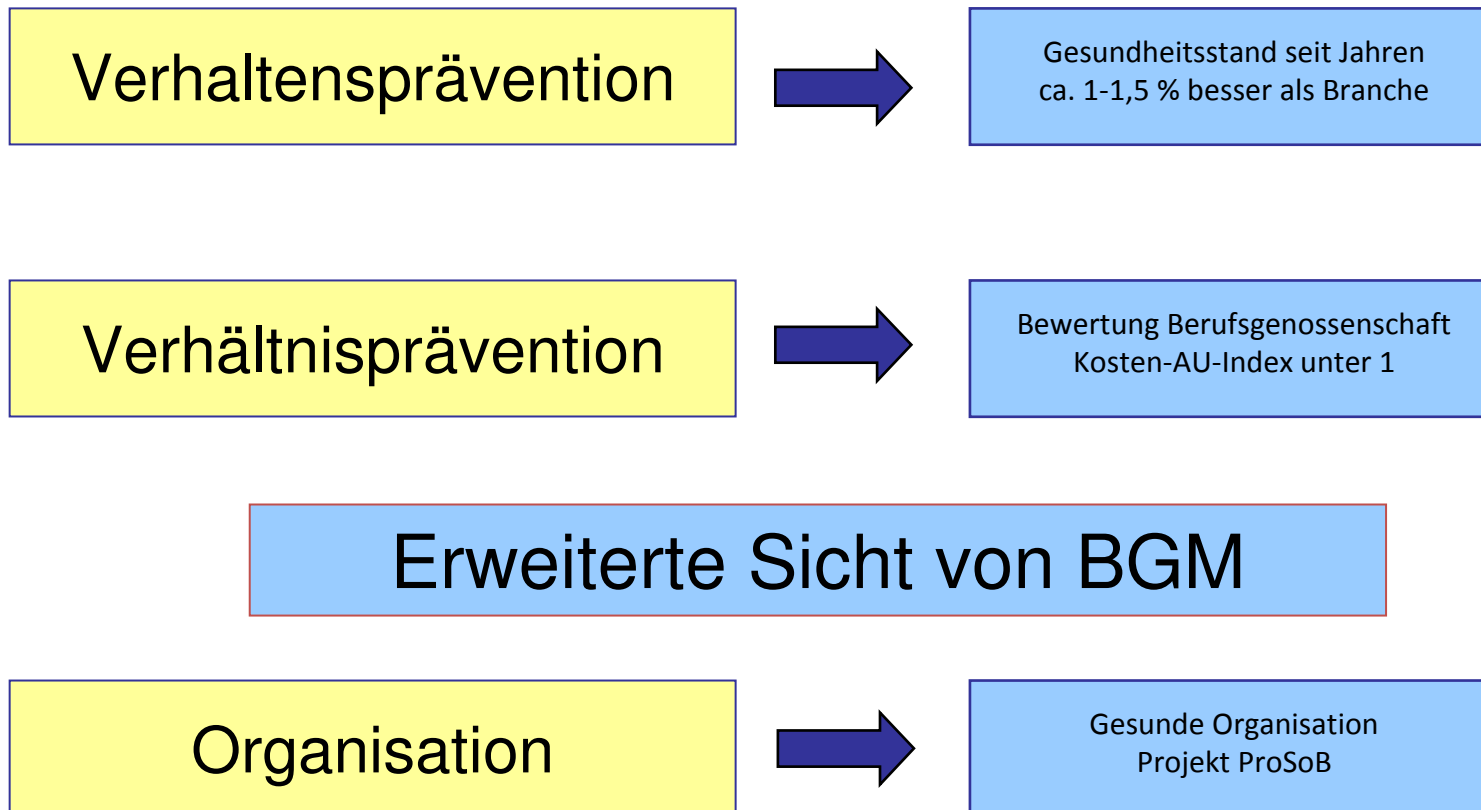 Verhaltensprävention
Gesundheitsstand seit Jahren
ca. 1-1,5 % besser als Branche
Verhältnisprävention
Bewertung Berufsgenossenschaft
Kosten-AU-Index unter 1
Erweiterte Sicht von BGM
Organisation
Gesunde Organisation
Projekt ProSoB